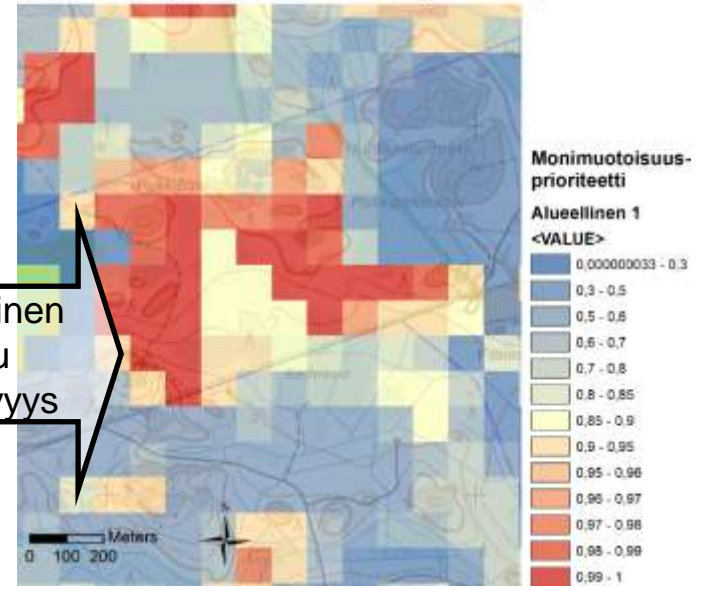 Monimuotoisuus-
prioriteetti
Alueellinen 1
<VALUE>
0,000000033 - 0,3
0,3 - 0,5
0,5 - 0,6
0,6 - 0,7
0,7 - 0,8
0,8 - 0,85
0,85 - 0,9
0,9 - 0,95
0,95 - 0,96
0,96 - 0,97
0,97 - 0,98
0,98 - 0,99
0,99 - 1
inen
u
yys
Meters
0 100 200